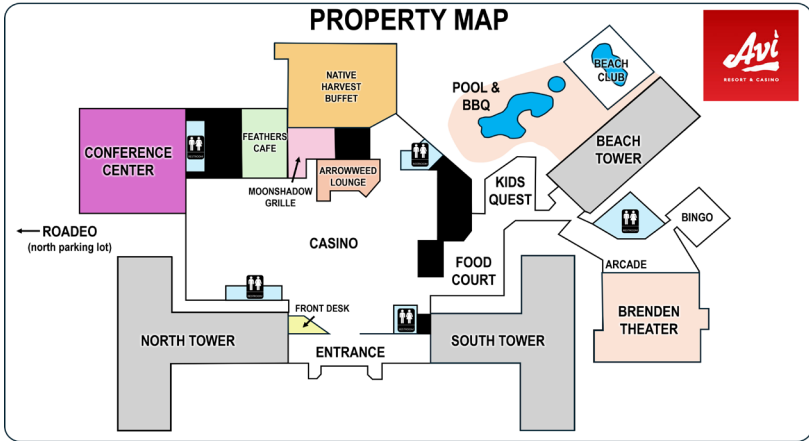 PROPERTY MAP
Avi
RESORT & CASINO
BEACH
CLUB
NATIVE
HARVEST
BUFFET
POOL &
BBQ
FEATHERS
CAFE
BEACH
TOWER
CONFERENCE
CENTER
ARROWWEED
LOUNGE
MOONSHADOW
GRILLE
KIDS
QUEST
BINGO
ROADEO
(north parking lot)
CASINO
FOOD
COURT
ARCADE
FRONT DESK
BRENDEN
THEATER
NORTH TOWER
ENTRANCE
SOUTH TOWER